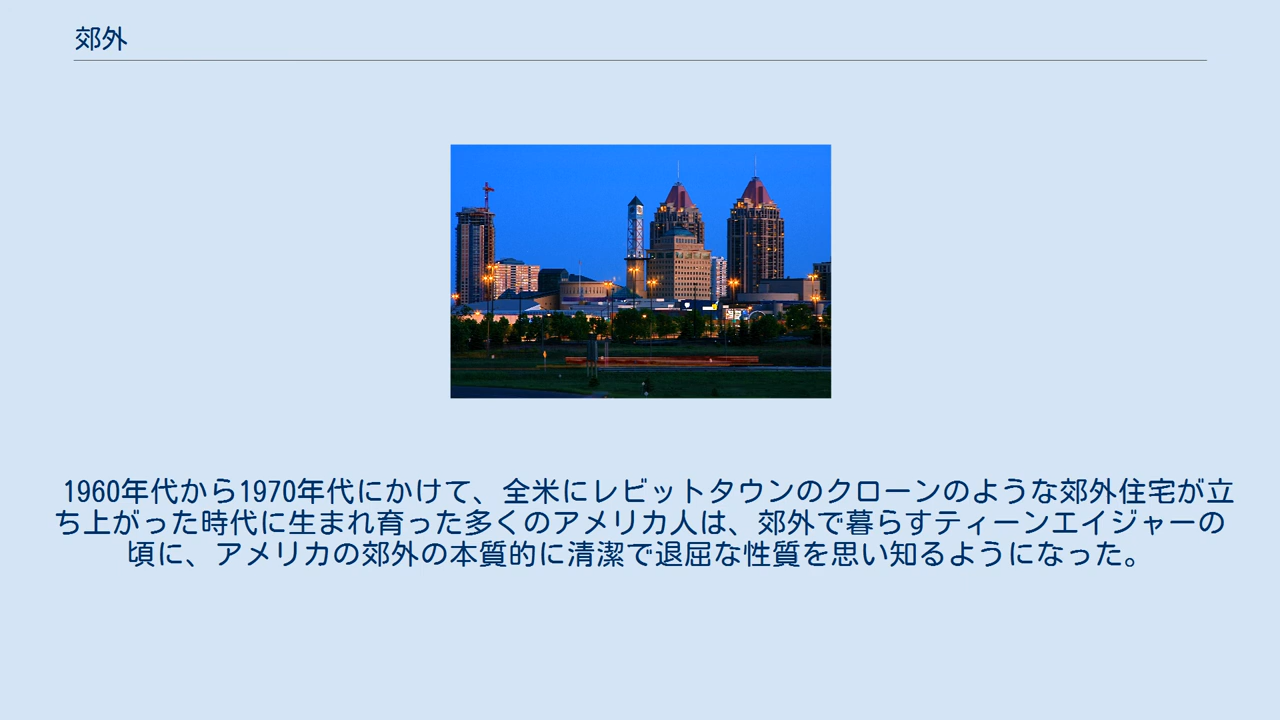 郊外
1960年代から1970年代にかけて、全米にレビットタウンのクローンのような郊外住宅が立
ち上がった時代に生まれ育った多くのアメリカ人は、郊外で暮らすティーンエイジャーの
頃に、アメリカの郊外の本質的に清潔で退屈な性質を思い知るようになった。